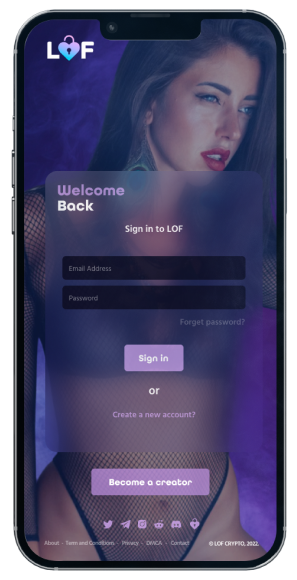 LOF
Welcome
Back
Sign in to LOF
Email Address
Password
Forget password?
Sign in
or
Create a new account?
Become a creator
About - Term and Conditions - Privacy - DMCA - Contact © LOF CRYPTO, 2022.